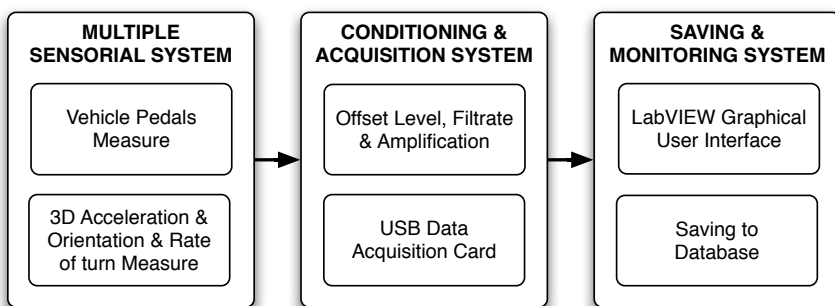 MULTIPLE
SENSORIAL SYSTEM
Vehicle Pedals
Measure
3D Acceleration &
Orientation & Rate
of turn Measure
CONDITIONING &
ACQUISITION SYSTEM
Offset Level, Filtrate
& Amplification
USB Data
Acquisition Card
SAVING &
MONITORING SYSTEM
LabVIEW Graphical
User Interface
Saving to
Database